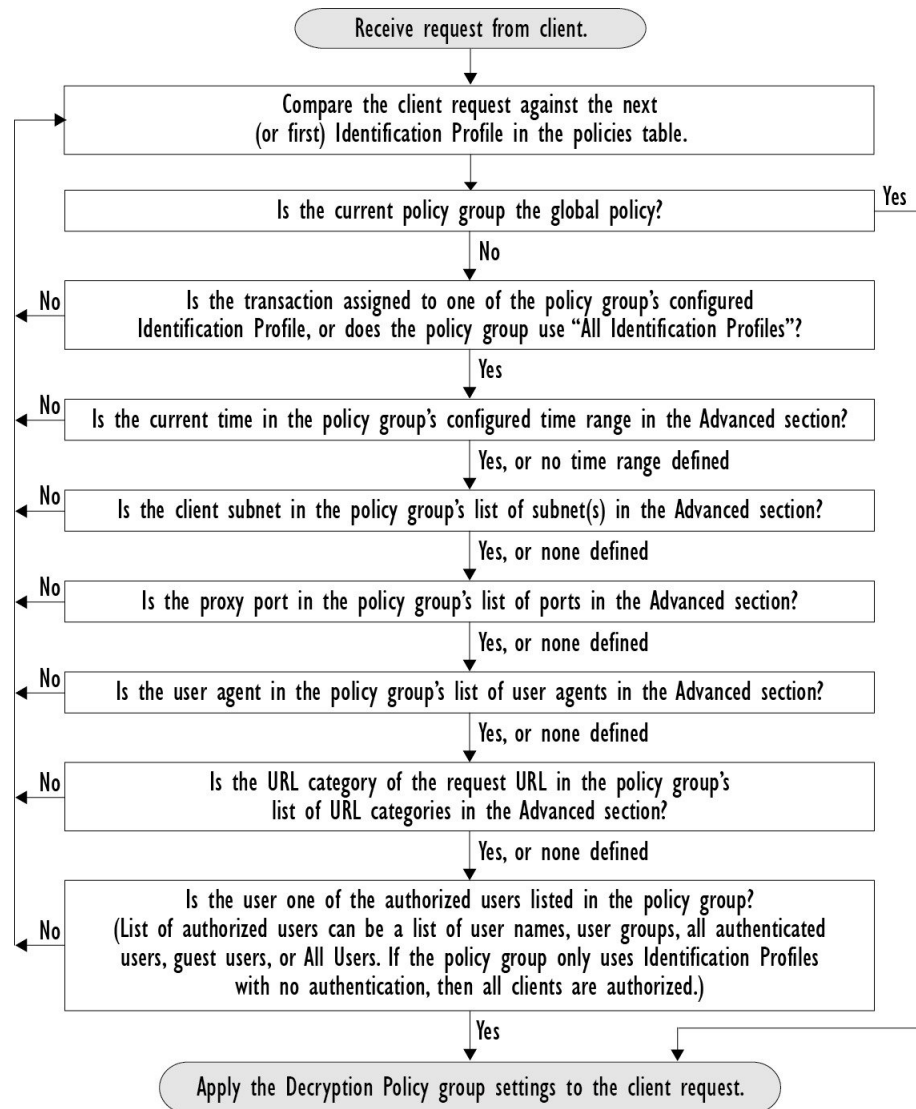 Receive request from client.
Compare the client request against the next
(or first) Identification Profile in the policies table.
Is the current policy group the global policy?
Yes
No
No
Is the transaction assigned to one of the policy group's configured
Identification Profile, or does the policy group use “All Identification Profiles”?
Yes
No
Is the current time in the policy group's configured time range in the Advanced section?
Yes, or no time range defined
No
Is the client subnet in the policy group's list of subnet(s) in the Advanced section?
Yes, or none defined
No
Is the proxy port in the policy group's list of ports in the Advanced section?
Yes, or none defined
No
Is the user agent in the policy group's list of user agents in the Advanced section?
Yes, or none defined
No
Is the URL category of the request URL in the policy group's
list of URL categories in the Advanced section?
Yes, or none defined
No
Is the user one of the authorized users listed in the policy group?
(List of authorized users can be a list of user names, user groups, all authenticated
users, guest users, or All Users. If the policy group only uses Identification Profiles
with no authentication, then all clients are authorized.)
Yes
Apply the Decryption Policy group settings to the client request.